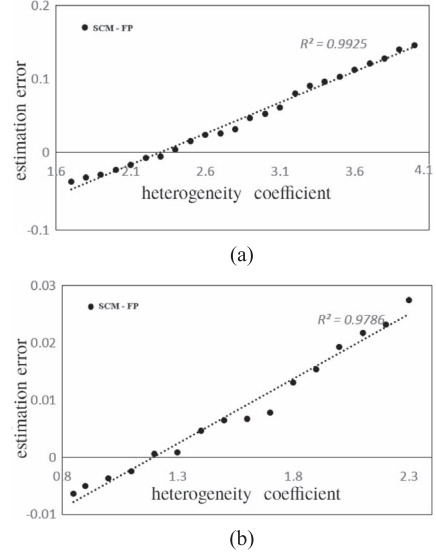 0.2
SCM - FP
R² = 0.9925
0.1
estimation error
0
1.6 2.1 2.6 3.1 3.6 4.1
heterogeneity coefficient
-0.1
(a)
0.03
SCM - FP
R² = 0.9786
0.02
estimation error
0.01
0
0.8 1.3 1.8 2.3
heterogeneity coefficient
-0.01
(b)